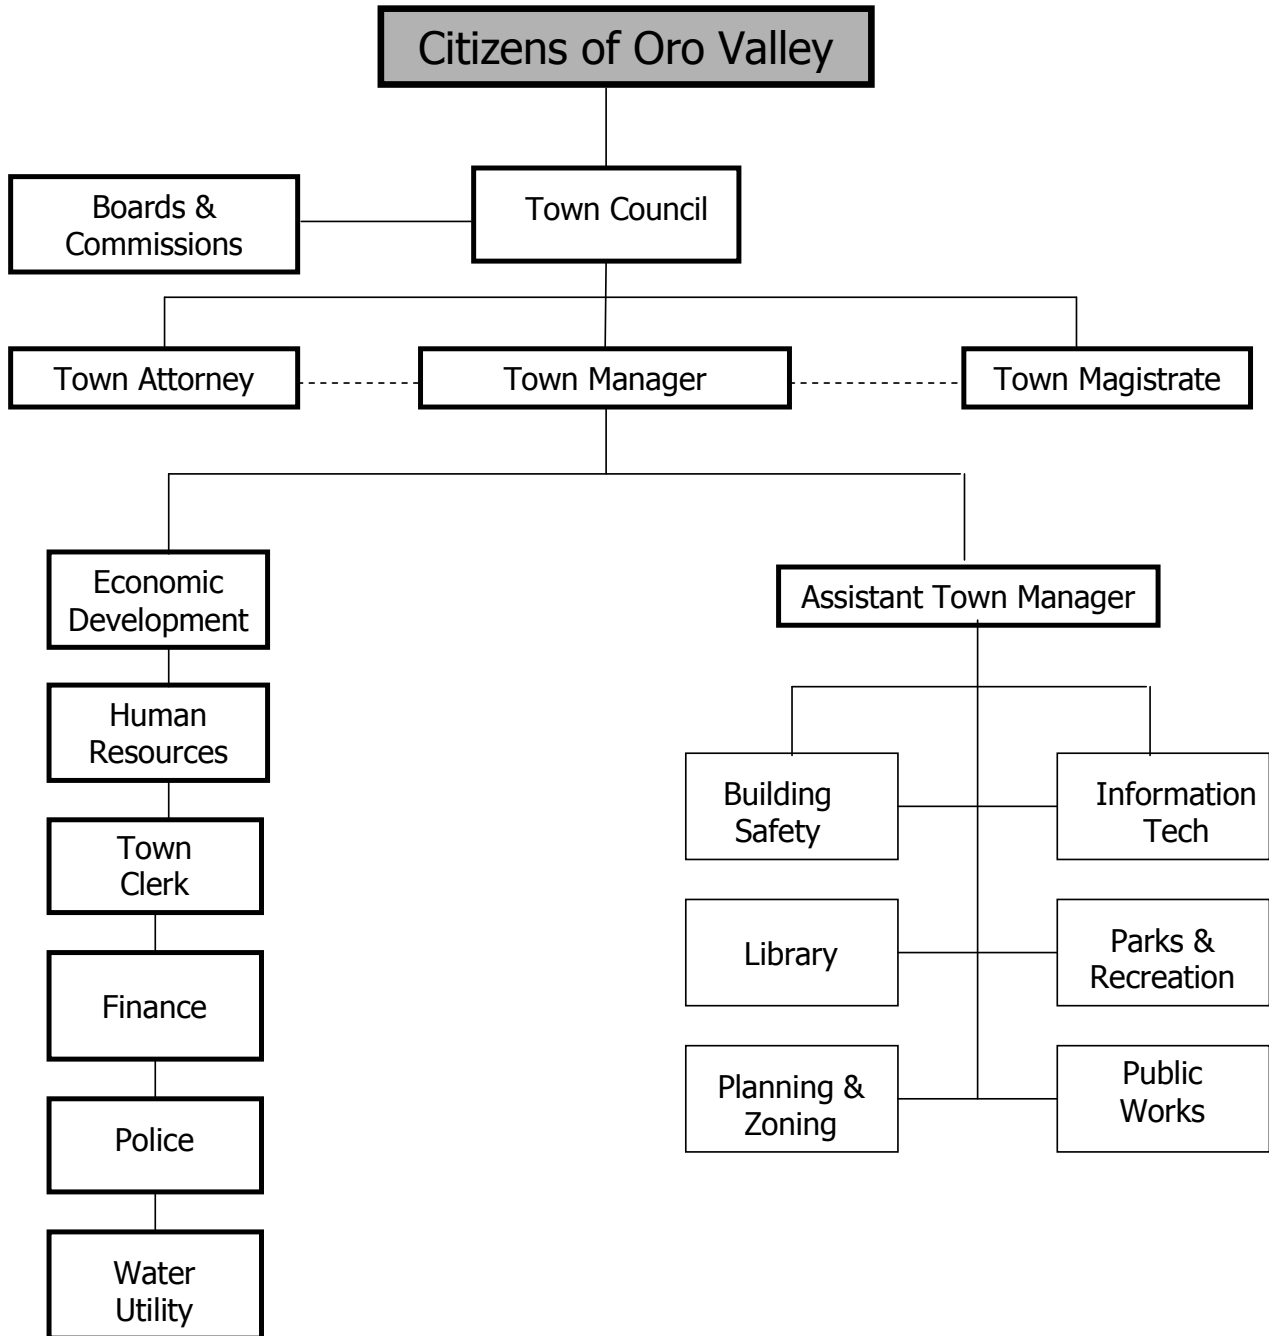 Citizens of Oro Valley
Boards &
Commissions
Town Council
Town Attorney
Town Manager
Town Magistrate
Economic
Development
Assistant Town Manager
Human
Resources
Building
Safety
Information
Tech
Town
Clerk
Library
Parks &
Recreation
Finance
Planning &
Zoning
Public
Works
Police
Water
Utility